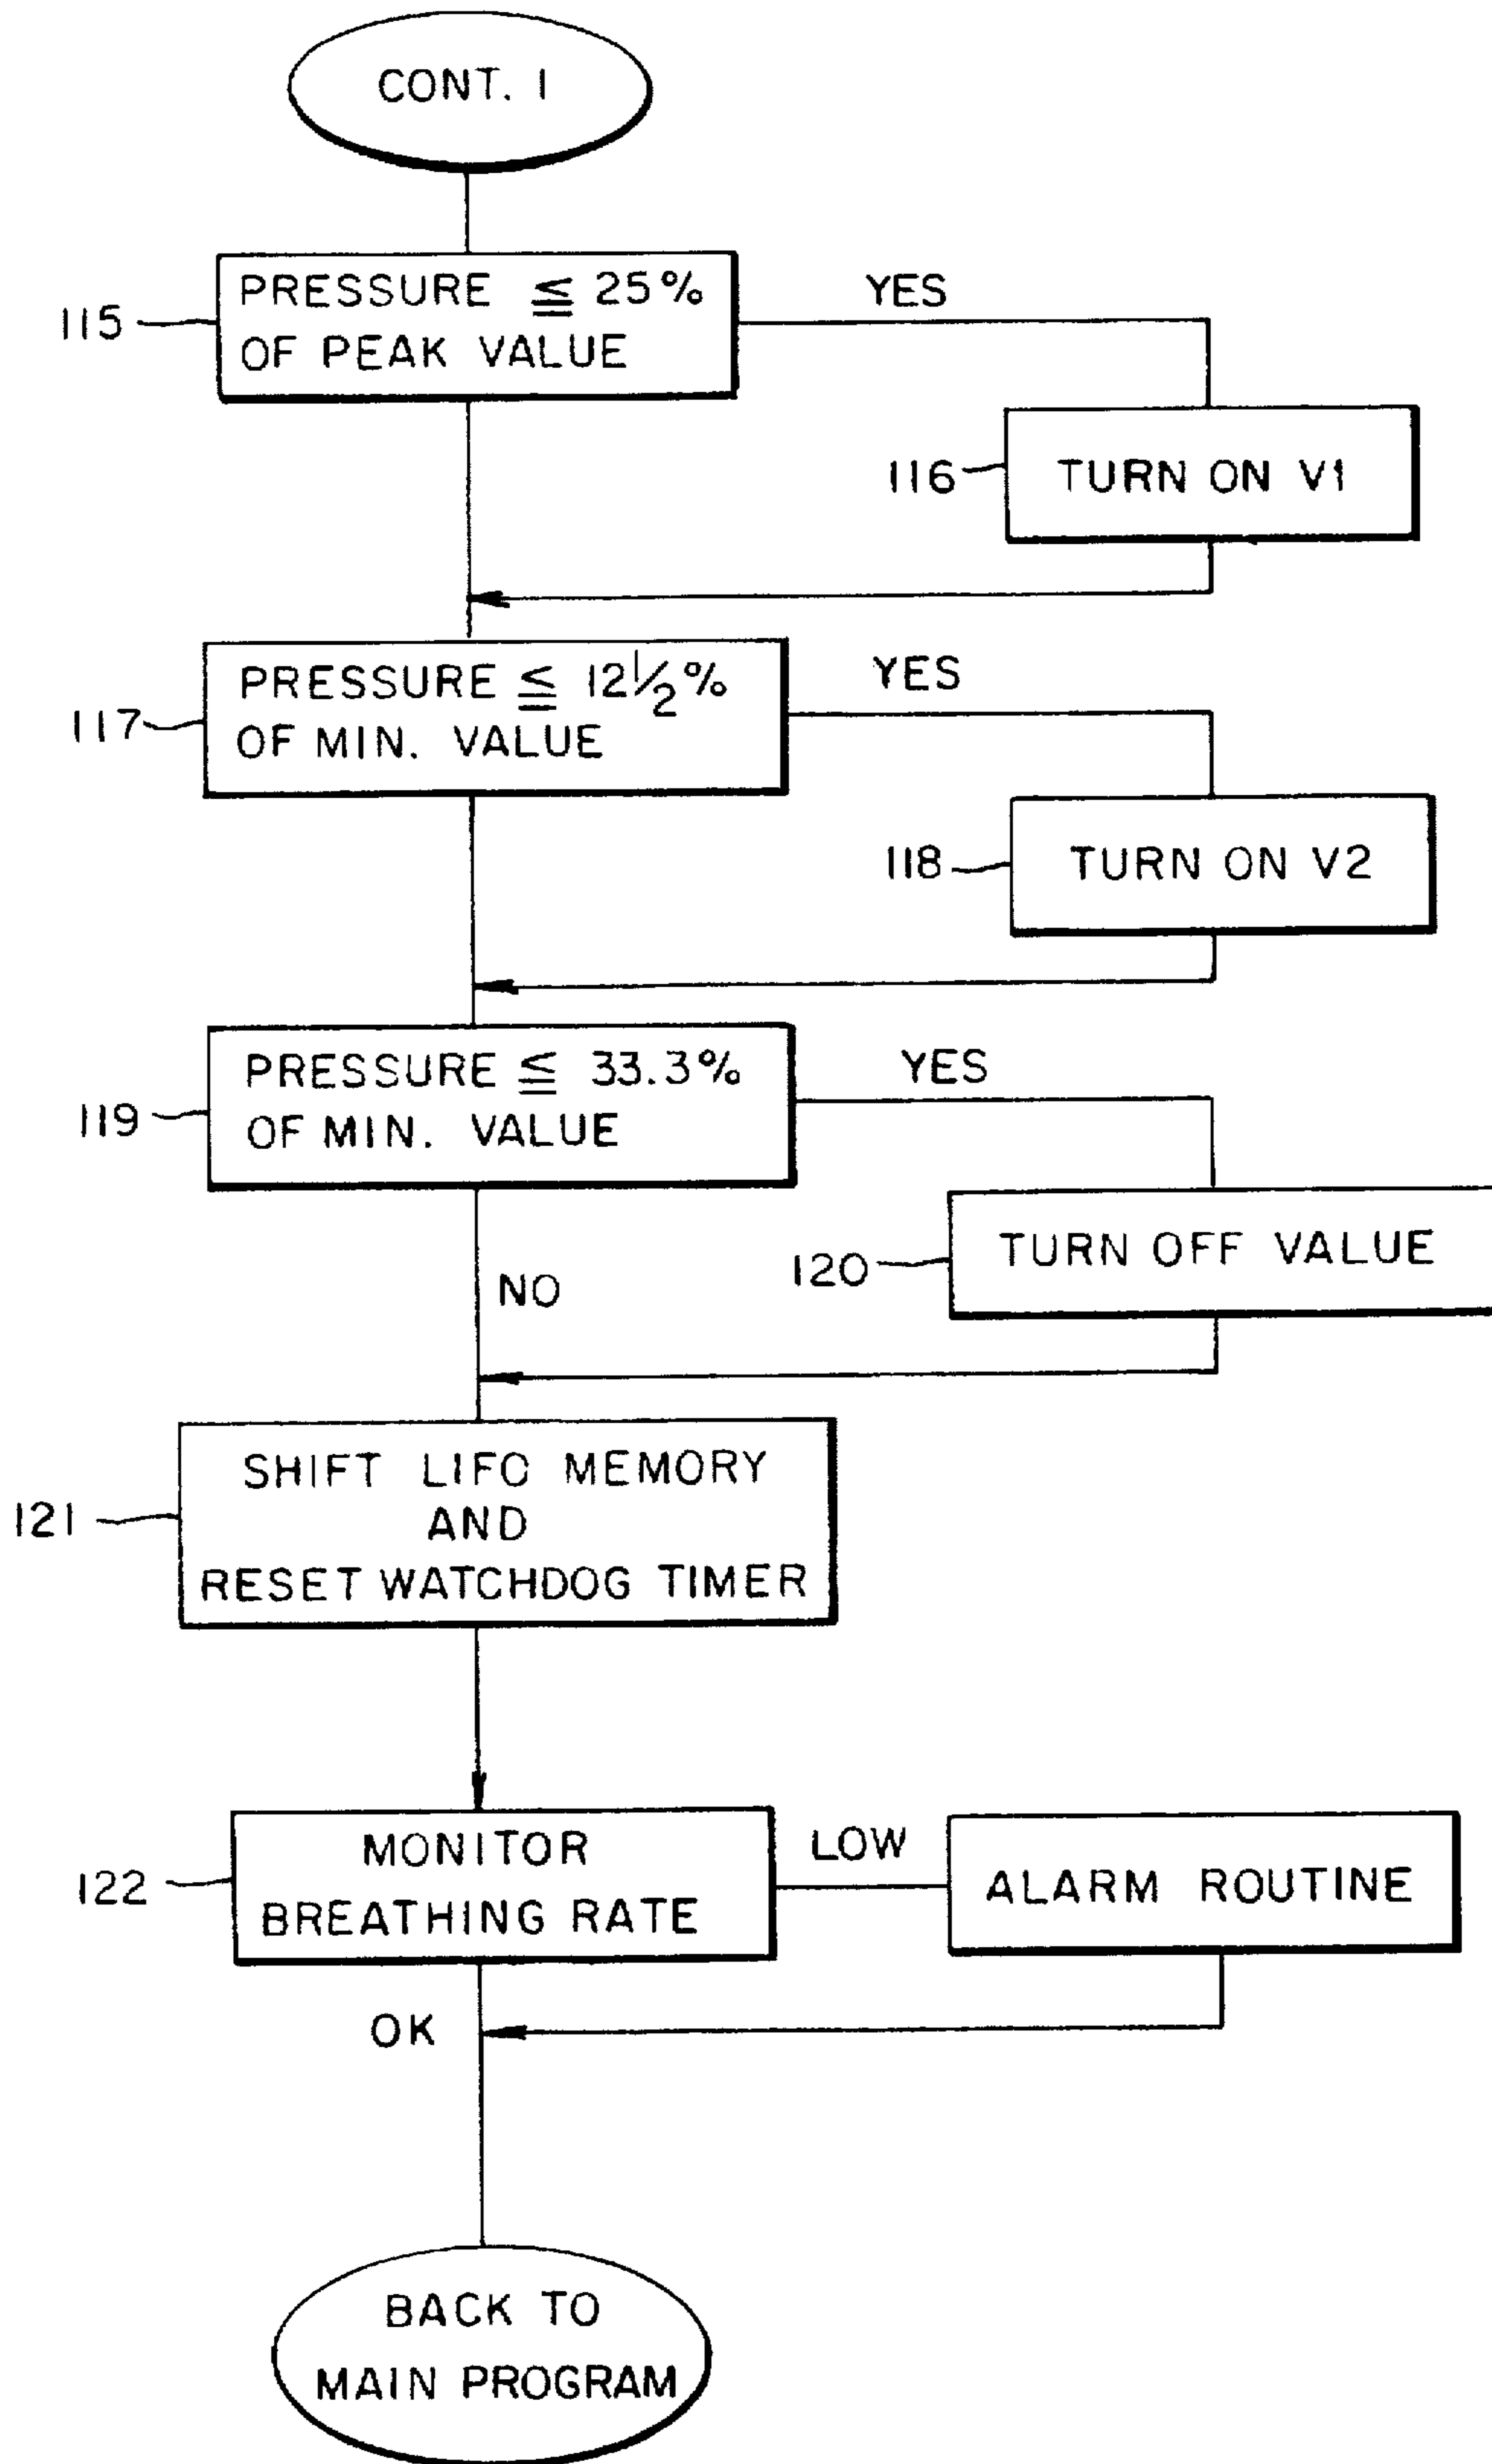 CONT. 1
PRESSURE ≦ 25%
OF PEAK VALUE
115
YES
TURN ON V1
116
PRESSURE ≦ 12 1/2%
OF MIN. VALUE
117
YES
TURN ON V2
118
PRESSURE ≦ 33.3%
OF MIN. VALUE
119
YES
TURN OFF VALUE
120
NO
SHIFT LIFO MEMORY
AND
RESET WATCHDOG TIMER
121
MONITOR
BREATHING RATE
122
LOW
ALARM ROUTINE
OK
BACK TO
MAIN PROGRAM